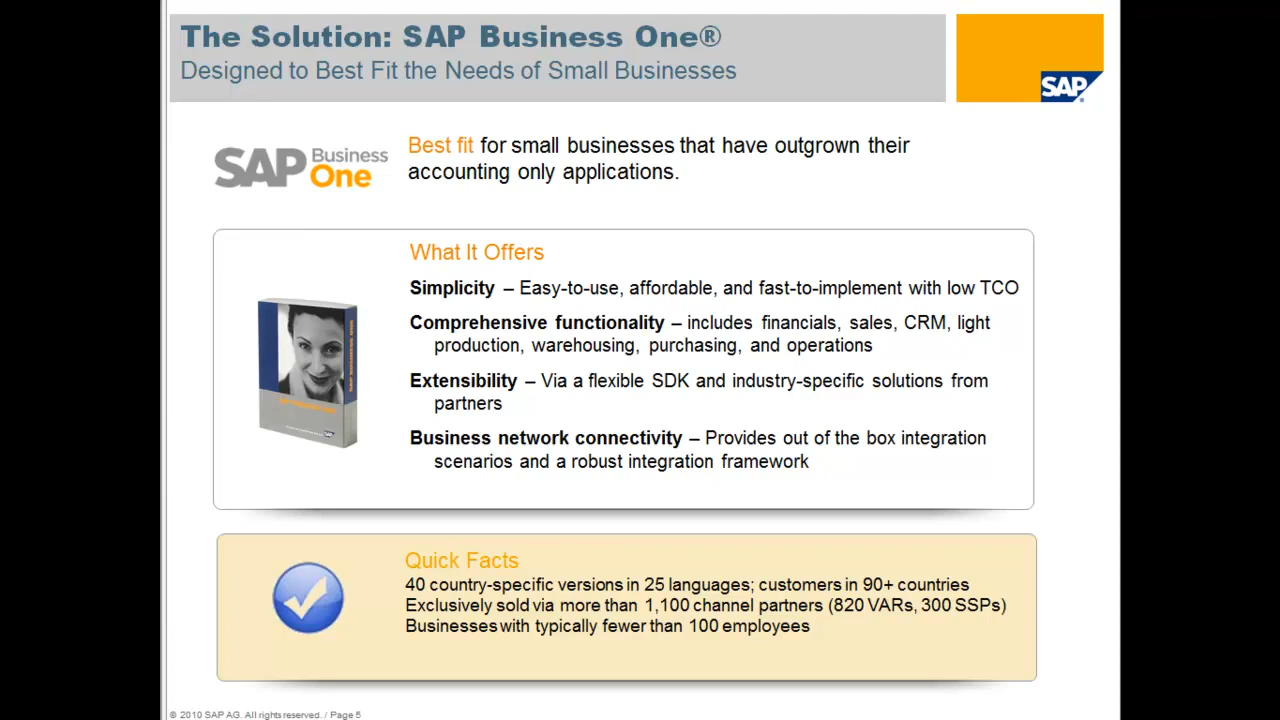 The Solution: SAP Business One®
Designed to Best Fit the Needs of Small Businesses
SAP
SAP Business One
Best fit for small businesses that have outgrown their
accounting only applications.
What It Offers
Simplicity – Easy-to-use, affordable, and fast-to-implement with low TCO
Comprehensive functionality – includes financials, sales, CRM, light
production, warehousing, purchasing, and operations
Extensibility – Via a flexible SDK and industry-specific solutions from
partners
Business network connectivity – Provides out of the box integration
scenarios and a robust integration framework
SAP
Quick Facts
40 country-specific versions in 25 languages; customers in 90+ countries
Exclusively sold via more than 1,100 channel partners (820 VARs, 300 SSPs)
Businesses with typically fewer than 100 employees
© 2010 SAP AG. All rights reserved. / Page 5